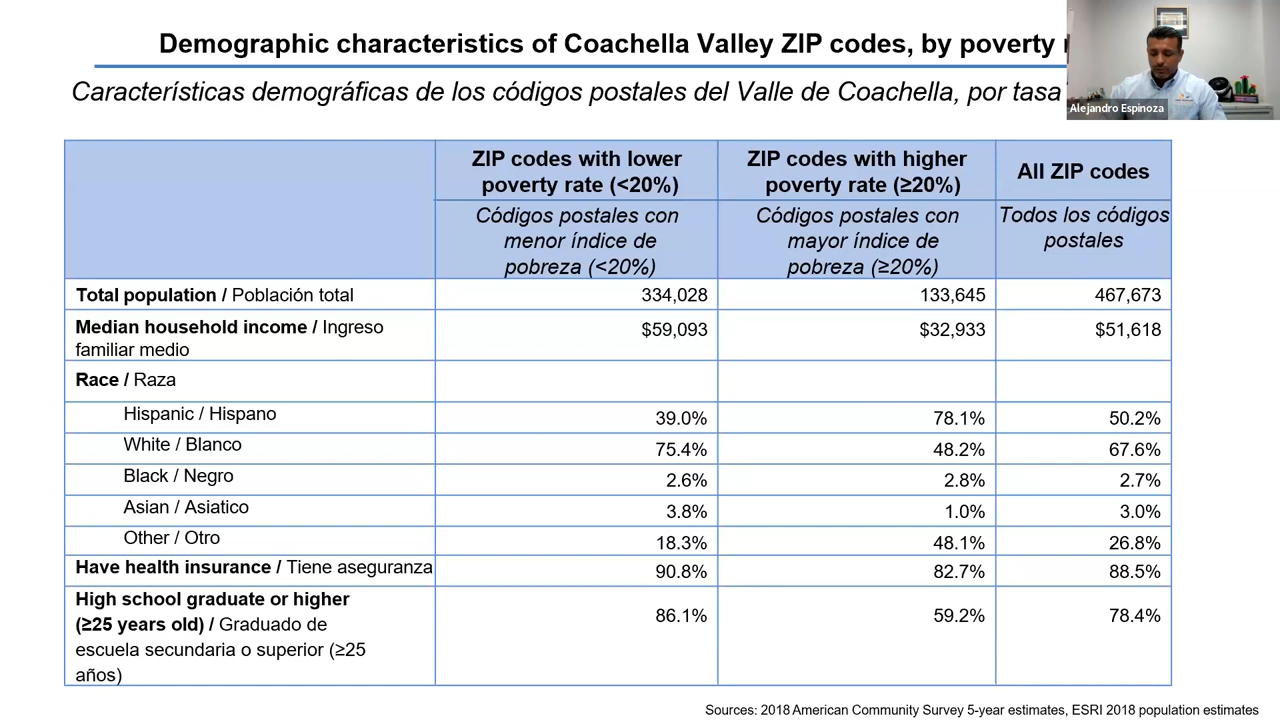 Demographic characteristics of Coachella Valley ZIP codes, by poverty
Características demográficas de los códigos postales del Valle de Coachella, por tasa
Alejandro Espinoza
ZIP codes with lower
poverty rate (<20%)
ZIP codes with higher
poverty rate (≥20%)
All ZIP codes
Códigos postales con
menor índice de
pobreza (<20%)
Códigos postales con
mayor índice de
pobreza (≥20%)
Todos los códigos
postales
Total population / Población total 334,028 133,645 467,673
Median household income / Ingreso
familiar medio
$59,093 $32,933 $51,618
Race / Raza
Hispanic / Hispano 39.0% 78.1% 50.2%
White / Blanco 75.4% 48.2% 67.6%
Black / Negro 2.6% 2.8% 2.7%
Asian / Asiatico 3.8% 1.0% 3.0%
Other / Otro 18.3% 48.1% 26.8%
Have health insurance / Tiene aseguranza 90.8% 82.7% 88.5%
High school graduate or higher
(≥25 years old) / Graduado de
escuela secundaria o superior (≥25
años)
86.1% 59.2% 78.4%
Sources: 2018 American Community Survey 5-year estimates, ESRI 2018 population estimates